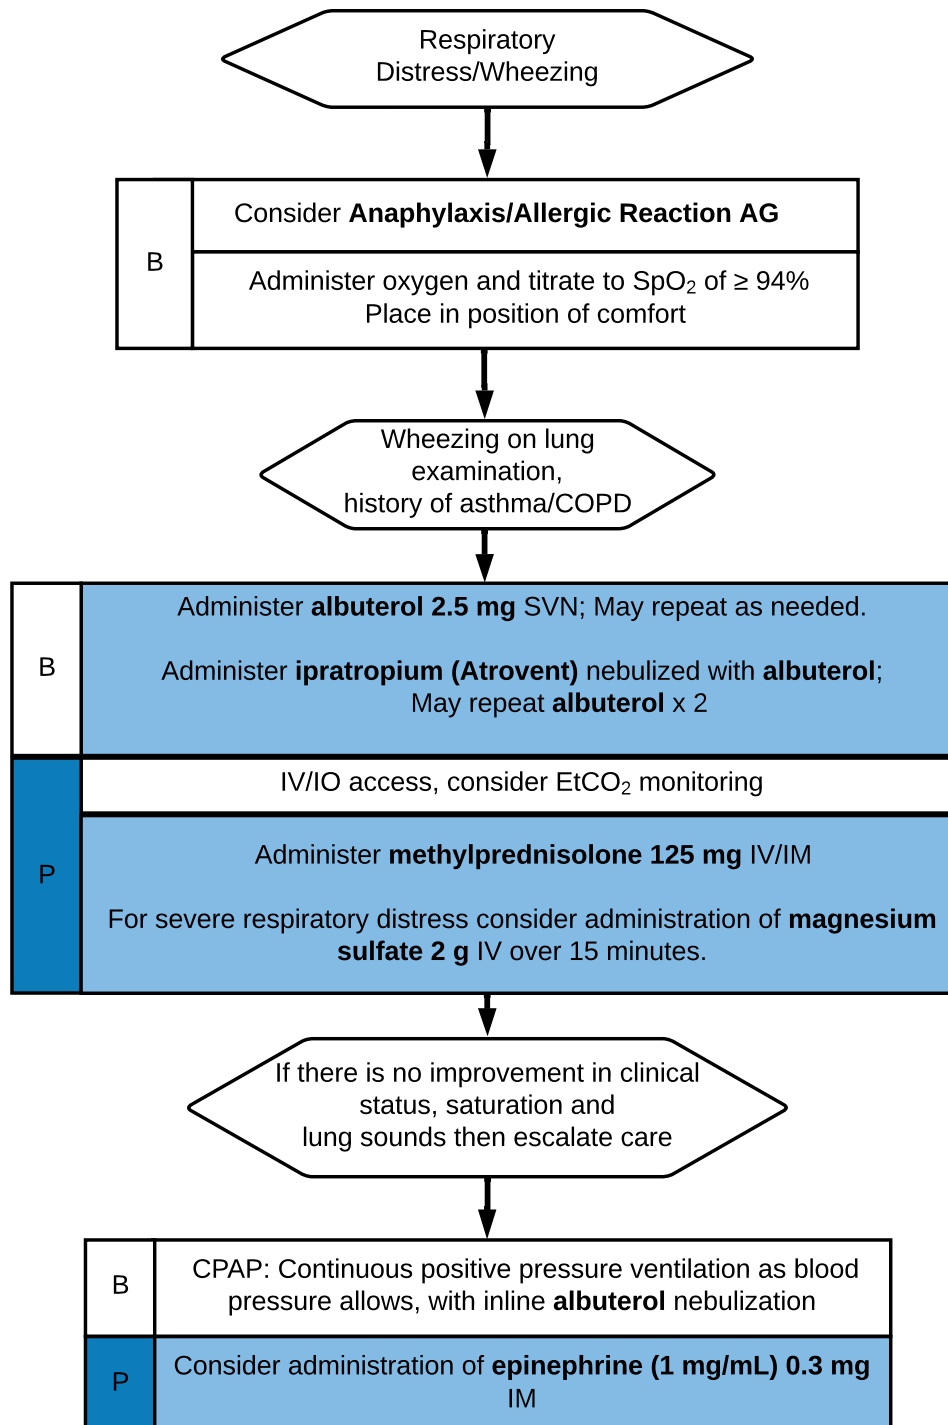 Respiratory
Distress/Wheezing
B
Consider Anaphylaxis/Allergic Reaction AG
Administer oxygen and titrate to SpO₂ of ≥ 94%
Place in position of comfort
Wheezing on lung
examination,
history of asthma/COPD
B
Administer albuterol 2.5 mg SVN; May repeat as needed.
Administer ipratropium (Atrovent) nebulized with albuterol;
May repeat albuterol x 2
P
IV/IO access, consider EtCO₂ monitoring
Administer methylprednisolone 125 mg IV/IM
For severe respiratory distress consider administration of magnesium
sulfate 2 g IV over 15 minutes.
If there is no improvement in clinical
status, saturation and
lung sounds then escalate care
B
CPAP: Continuous positive pressure ventilation as blood
pressure allows, with inline albuterol nebulization
P
Consider administration of epinephrine (1 mg/mL) 0.3 mg
IM